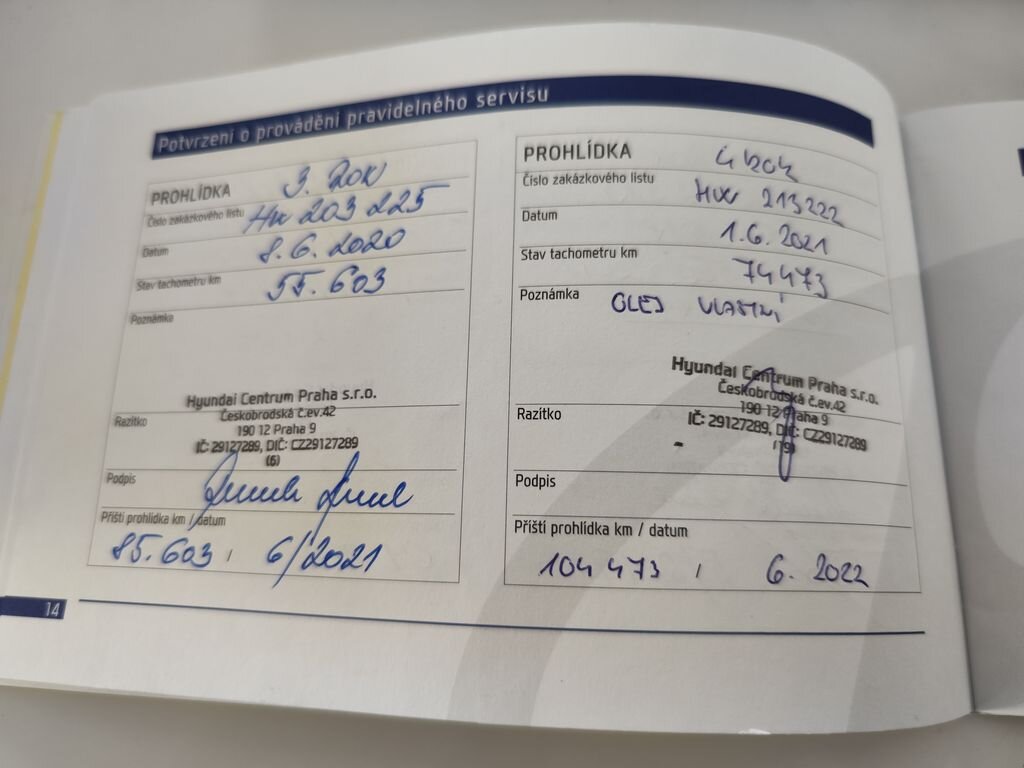 Potvrzení o provádění pravidelného servisu
PROHLÍDKA 3. ROK
Číslo zakázkového listu HW 203 225
Datum 8.6.2020
Stav tachometru km 55.603
Poznámka
Hyundai Centrum Praha s.r.o.
Českobrodská č.ev.42
Razítko 190 12 Praha 9
IČ: 29127289, DIČ: CZ29127289
(6)
Podpis
Příští prohlídka km / datum
85.603 / 6/2021
PROHLÍDKA 4 ROK
Číslo zakázkového listu HW 213222
Datum 1.6.2021
Stav tachometru km 74473
Poznámka OLEJ VLASTNÍ
Hyundai Centrum Praha s.r.o.
Českobrodská č.ev.42
Razítko 190 12 Praha 9
IČ: 29127289, DIČ: CZ29127289
(19)
Podpis
Příští prohlídka km / datum
104 473 / 6. 2022
14